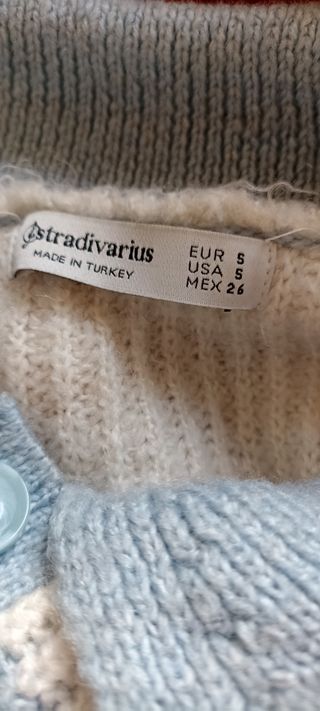 stradivarius
MADE IN TURKEY
EUR S
USA S
MEX 26